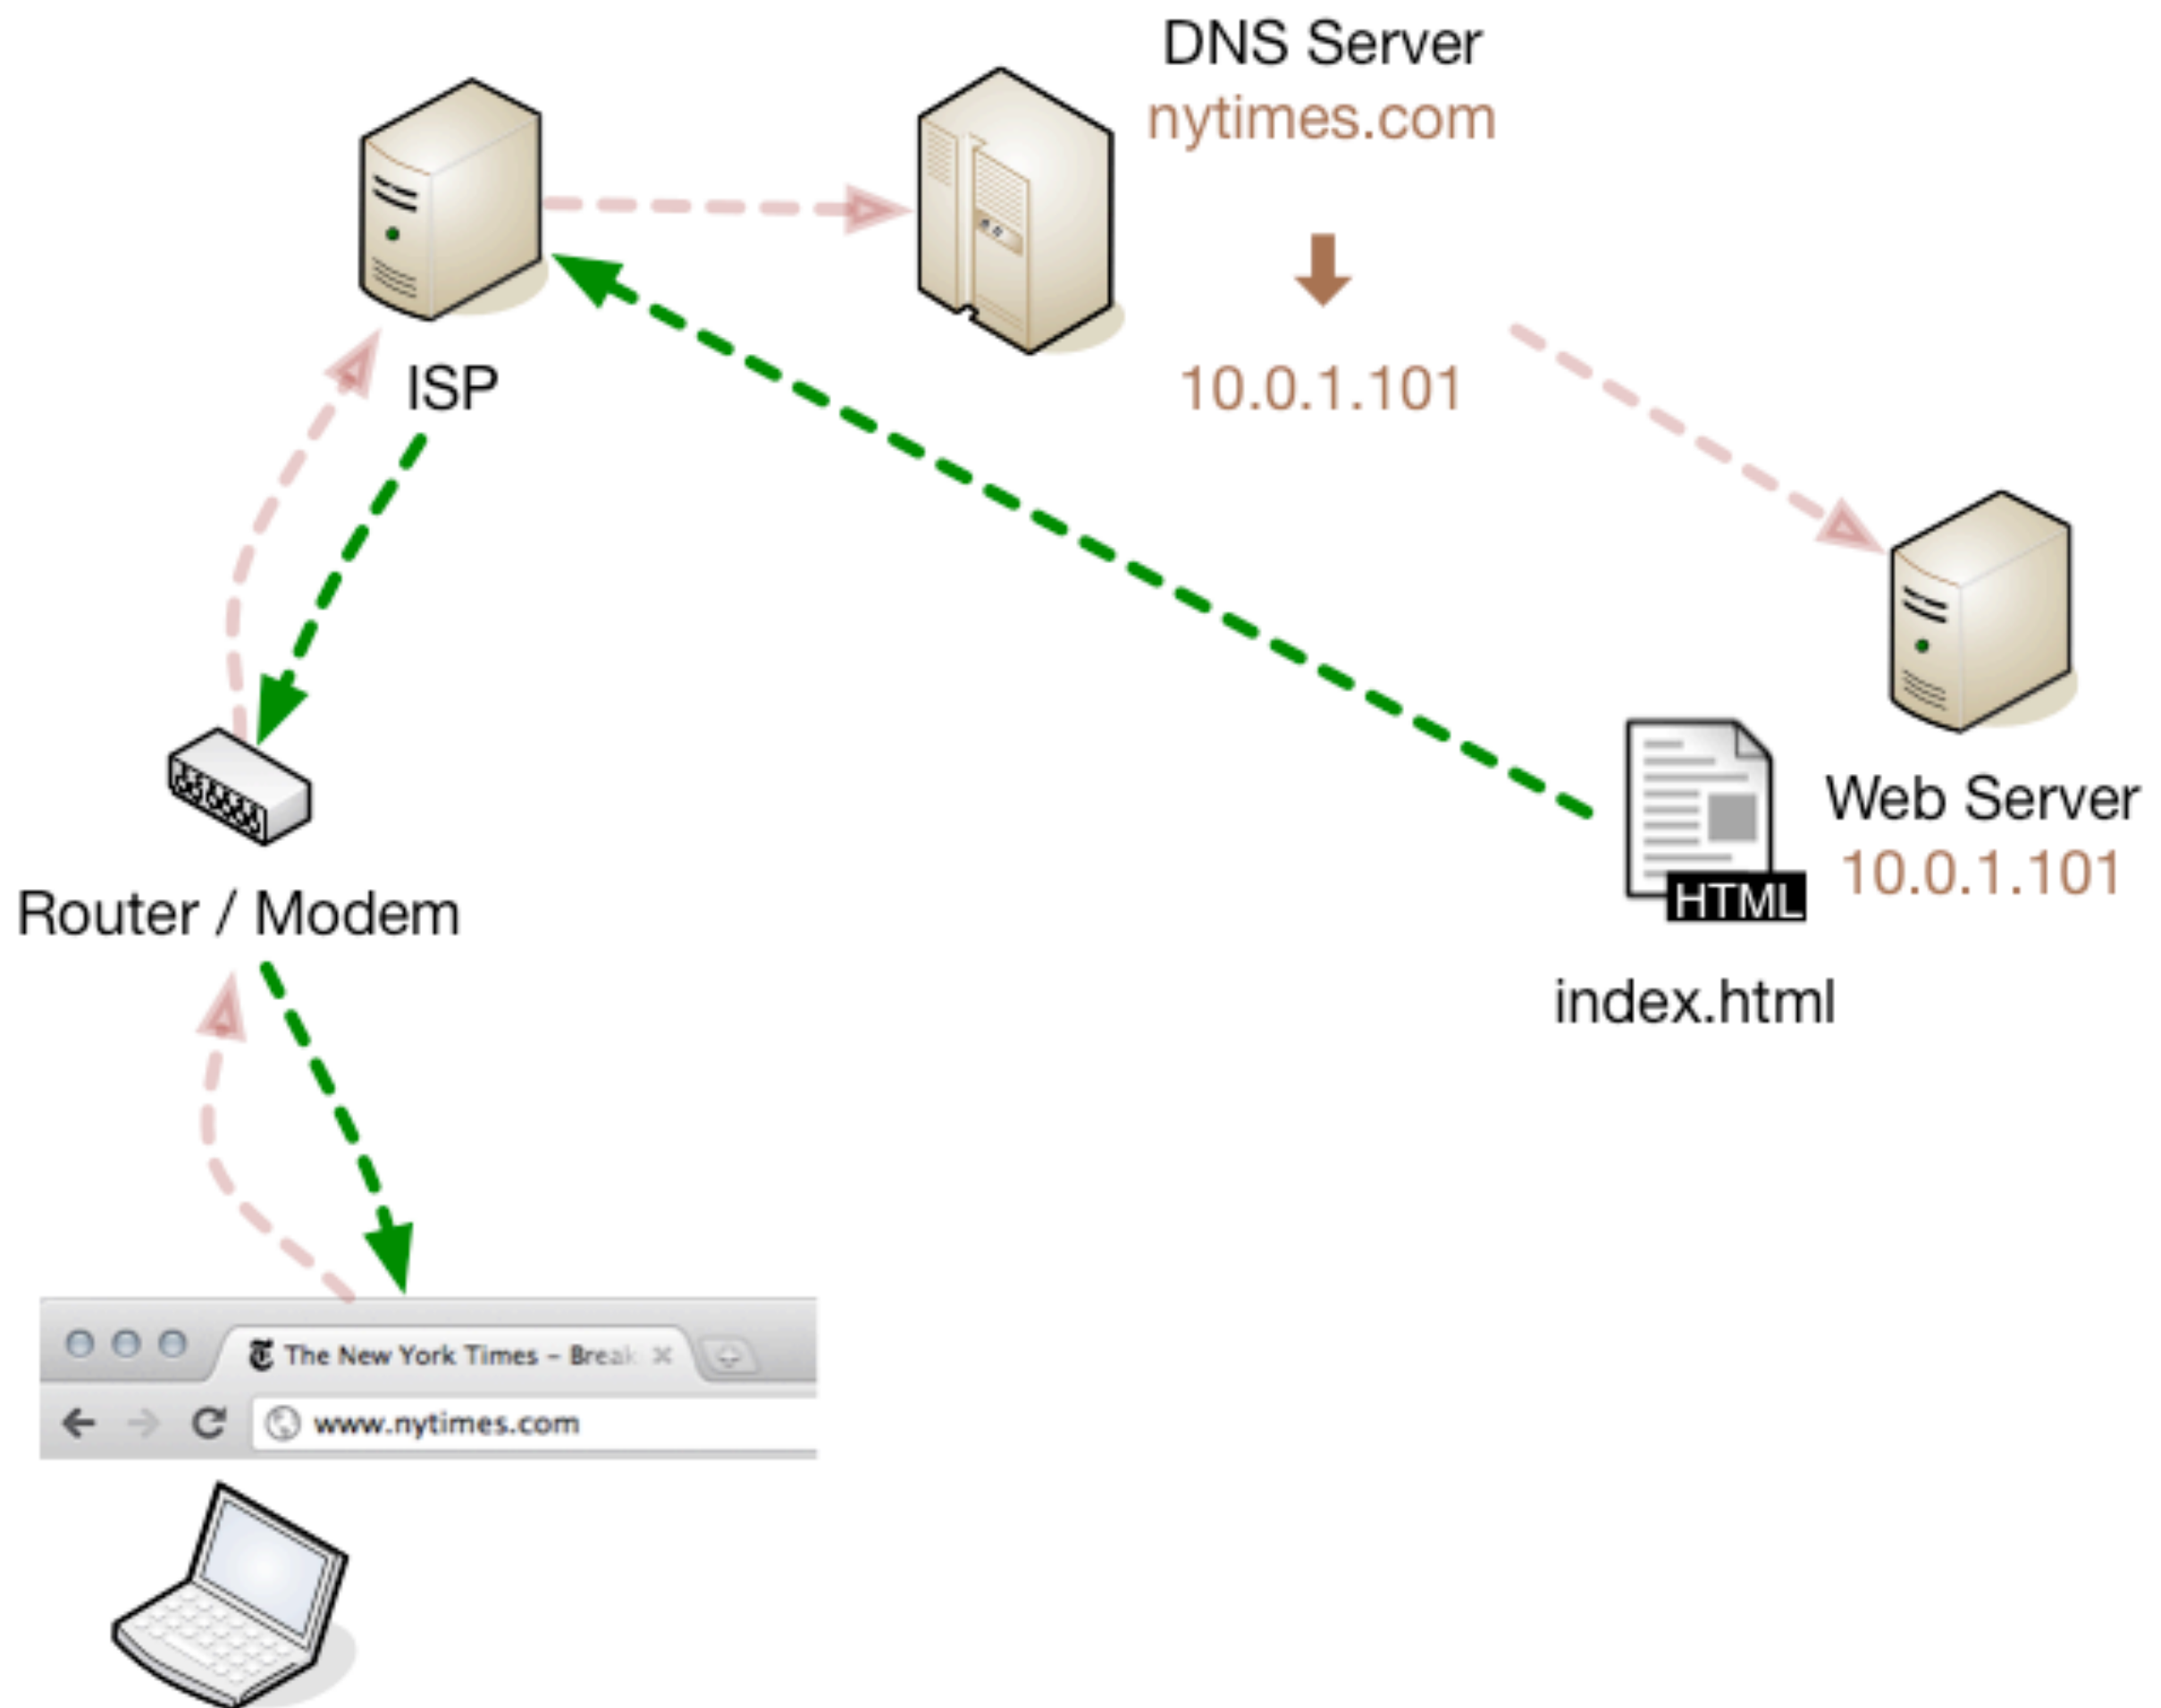 DNS Server
nytimes.com
ISP
10.0.1.101
Web Server
10.0.1.101
HTML
index.html
Router / Modem
The New York Times – Break
www.nytimes.com